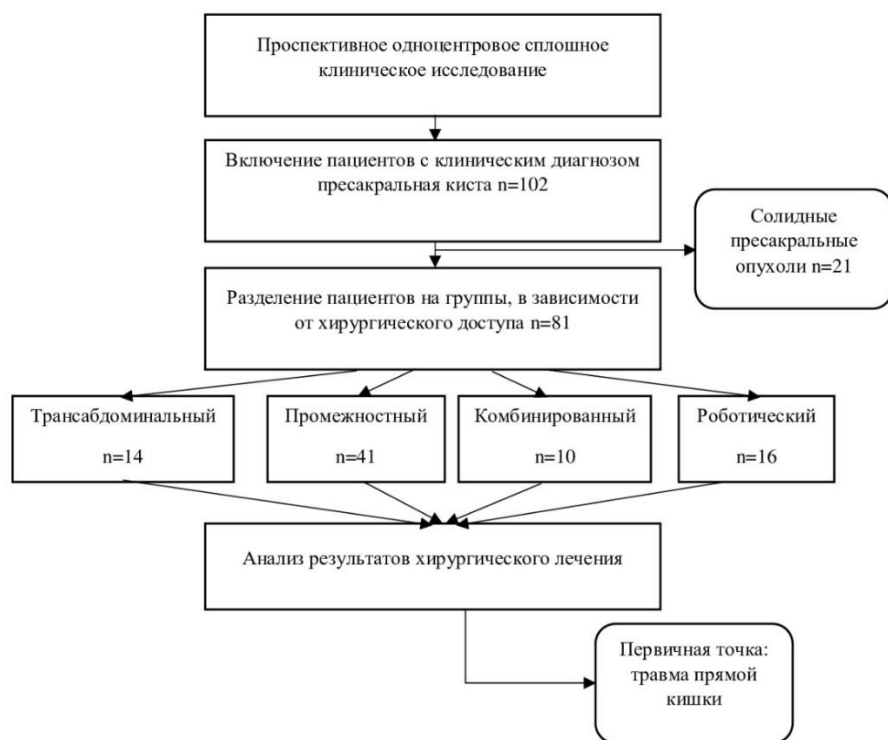 Проспективное одноцентровое сплошное
клиническое исследование
Включение пациентов с клиническим диагнозом
пресакральная киста n=102
Солидные
пресакральные
опухоли n=21
Разделение пациентов на группы, в зависимости
от хирургического доступа n=81
Трансабдоминальный
n=14
Промежностный
n=41
Комбинированный
n=10
Роботический
n=16
Анализ результатов хирургического лечения
Первичная точка:
травма прямой
кишки